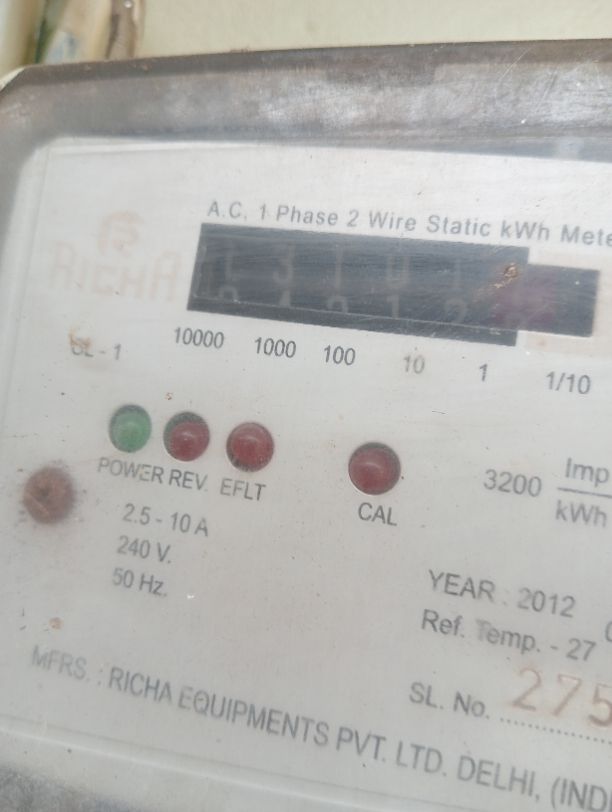 A.C. 1 Phase 2 Wire Static kWh Mete
RICHA
CL - 1
10000 1000 100 10 1 1/10
POWER REV. EFLT
CAL
3200 Imp
kWh
2.5 - 10 A
240 V.
50 Hz.
YEAR : 2012
Ref. Temp. - 27
SL. No. 275
MFRS. : RICHA EQUIPMENTS PVT. LTD. DELHI, (IND